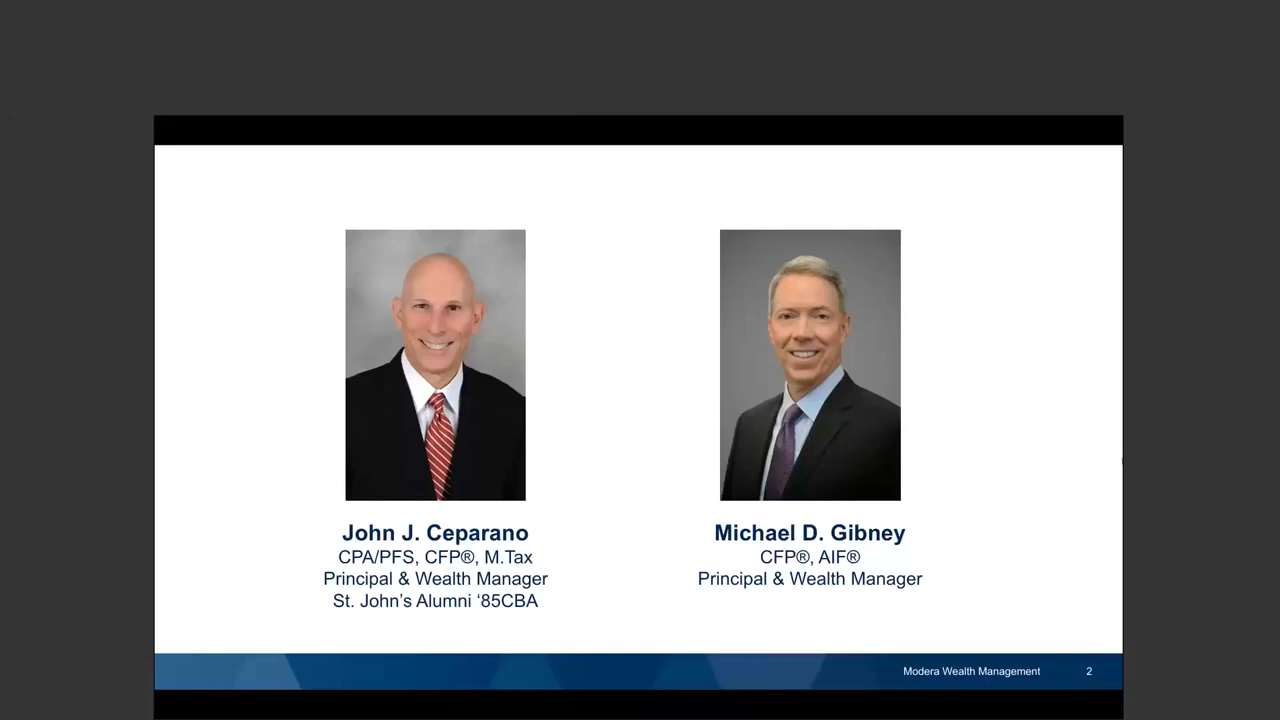 John J. Ceparano
CPA/PFS, CFP®, M.Tax
Principal & Wealth Manager
St. John’s Alumni ‘85CBA
Michael D. Gibney
CFP®, AIF®
Principal & Wealth Manager
Modera Wealth Management 2